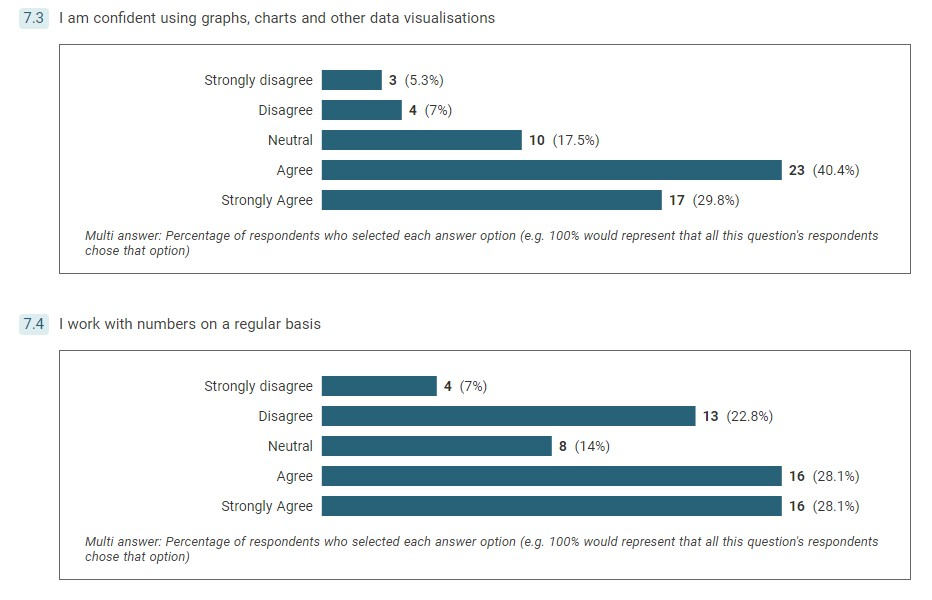 7.3 I am confident using graphs, charts and other data visualisations
Strongly disagree 3 (5.3%)
Disagree 4 (7%)
Neutral 10 (17.5%)
Agree 23 (40.4%)
Strongly Agree 17 (29.8%)
Multi answer: Percentage of respondents who selected each answer option (e.g. 100% would represent that all this question's respondents
chose that option)
7.4 I work with numbers on a regular basis
Strongly disagree 4 (7%)
Disagree 13 (22.8%)
Neutral 8 (14%)
Agree 16 (28.1%)
Strongly Agree 16 (28.1%)
Multi answer: Percentage of respondents who selected each answer option (e.g. 100% would represent that all this question's respondents
chose that option)